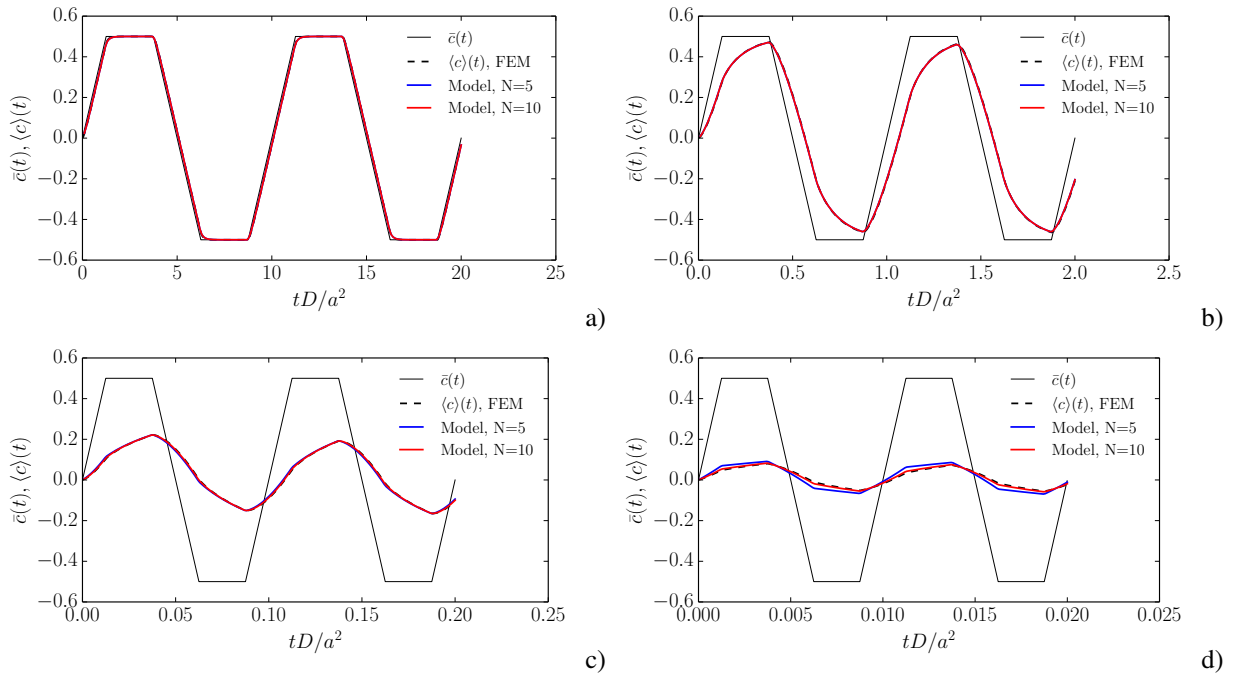 0.6
0.4
0.2
0.0
−0.2
−0.4
−0.6
c̄(t), ⟨c⟩(t)
0 5 10 15 20 25
tD/a²
c̄(t)
⟨c⟩(t), FEM
Model, N=5
Model, N=10
a)
0.6
0.4
0.2
0.0
−0.2
−0.4
−0.6
c̄(t), ⟨c⟩(t)
0.0 0.5 1.0 1.5 2.0 2.5
tD/a²
c̄(t)
⟨c⟩(t), FEM
Model, N=5
Model, N=10
b)
0.6
0.4
0.2
0.0
−0.2
−0.4
−0.6
c̄(t), ⟨c⟩(t)
0.00 0.05 0.10 0.15 0.20 0.25
tD/a²
c̄(t)
⟨c⟩(t), FEM
Model, N=5
Model, N=10
c)
0.6
0.4
0.2
0.0
−0.2
−0.4
−0.6
c̄(t), ⟨c⟩(t)
0.000 0.005 0.010 0.015 0.020 0.025
tD/a²
c̄(t)
⟨c⟩(t), FEM
Model, N=5
Model, N=10
d)